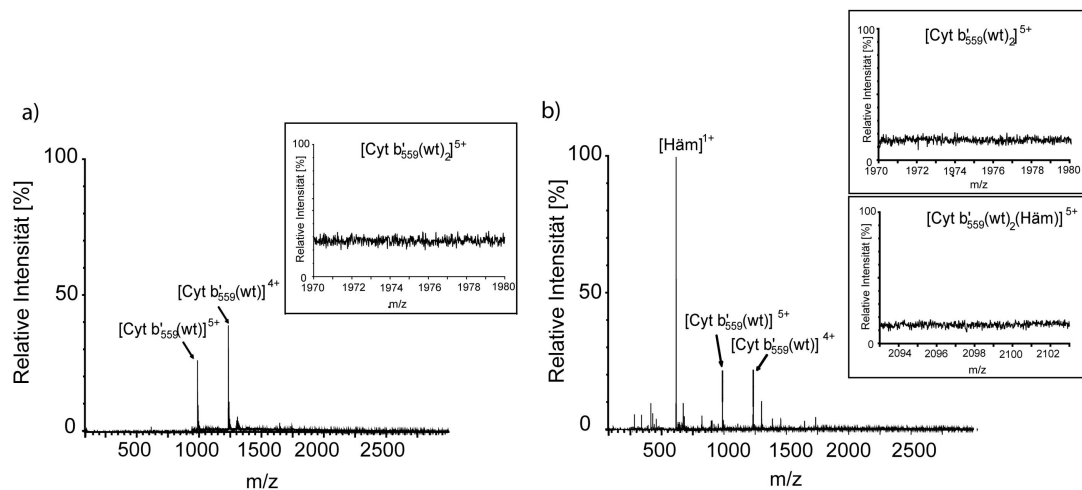 a)
Relative Intensität [%]
100
50
0
500 1000 1500 2000 2500
m/z
[Cyt b'559(wt)]5+
[Cyt b'559(wt)]4+
[Cyt b'559(wt)2]5+
Relative Intensität [%]
100
0
1970 1972 1974 1976 1978 1980
m/z
b)
Relative Intensität [%]
100
50
0
500 1000 1500 2000 2500
m/z
[Häm]1+
[Cyt b'559(wt)]5+
[Cyt b'559(wt)]4+
[Cyt b'559(wt)2]5+
Relative Intensität [%]
100
0
1970 1972 1974 1976 1978 1980
m/z
[Cyt b'559(wt)2(Häm)]5+
Relative Intensität [%]
100
0
2094 2096 2098 2100 2102
m/z